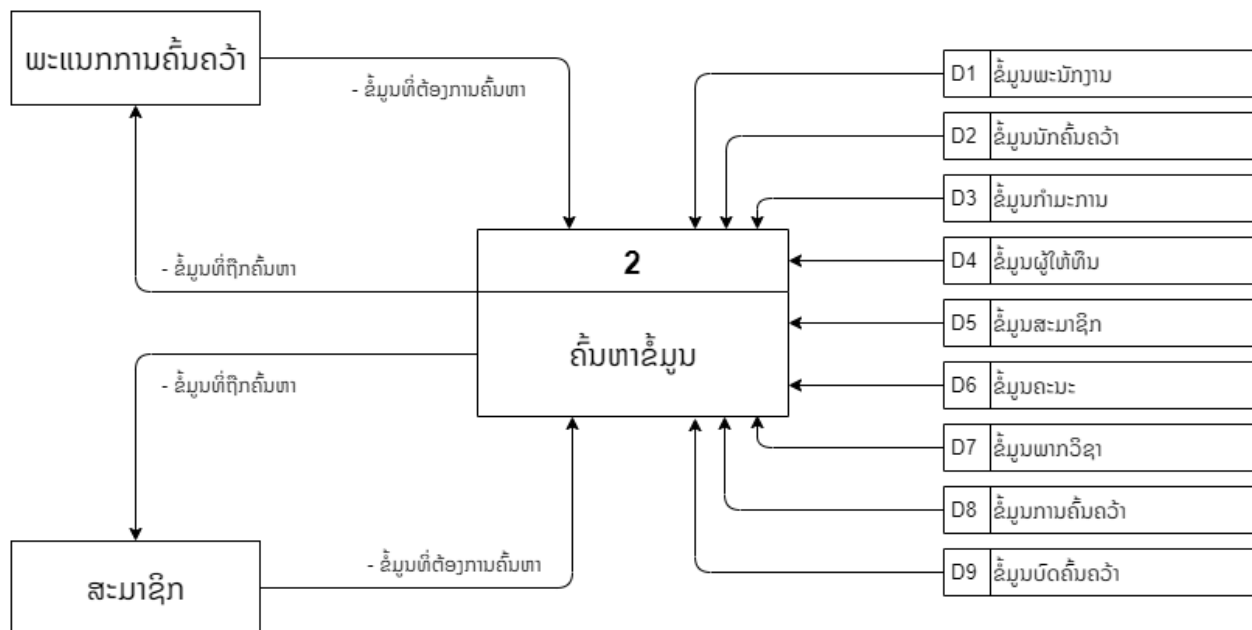 ພະແນກການຄົ້ນຄວ້າ
- ຂໍ້ມູນທີ່ຕ້ອງການຄົ້ນຫາ
- ຂໍ້ມູນທີ່ຖືກຄົ້ນຫາ
2
ຄົ້ນຫາຂໍ້ມູນ
- ຂໍ້ມູນທີ່ຖືກຄົ້ນຫາ
- ຂໍ້ມູນທີ່ຕ້ອງການຄົ້ນຫາ
ສະມາຊິກ
D1 ຂໍ້ມູນພະນັກງານ
D2 ຂໍ້ມູນນັກຄົ້ນຄວ້າ
D3 ຂໍ້ມູນກຳມະການ
D4 ຂໍ້ມູນຜູ້ໃຫ້ທຶນ
D5 ຂໍ້ມູນສະມາຊິກ
D6 ຂໍ້ມູນຄະນະ
D7 ຂໍ້ມູນພາກວິຊາ
D8 ຂໍ້ມູນການຄົ້ນຄວ້າ
D9 ຂໍ້ມູນບົດຄົ້ນຄວ້າ